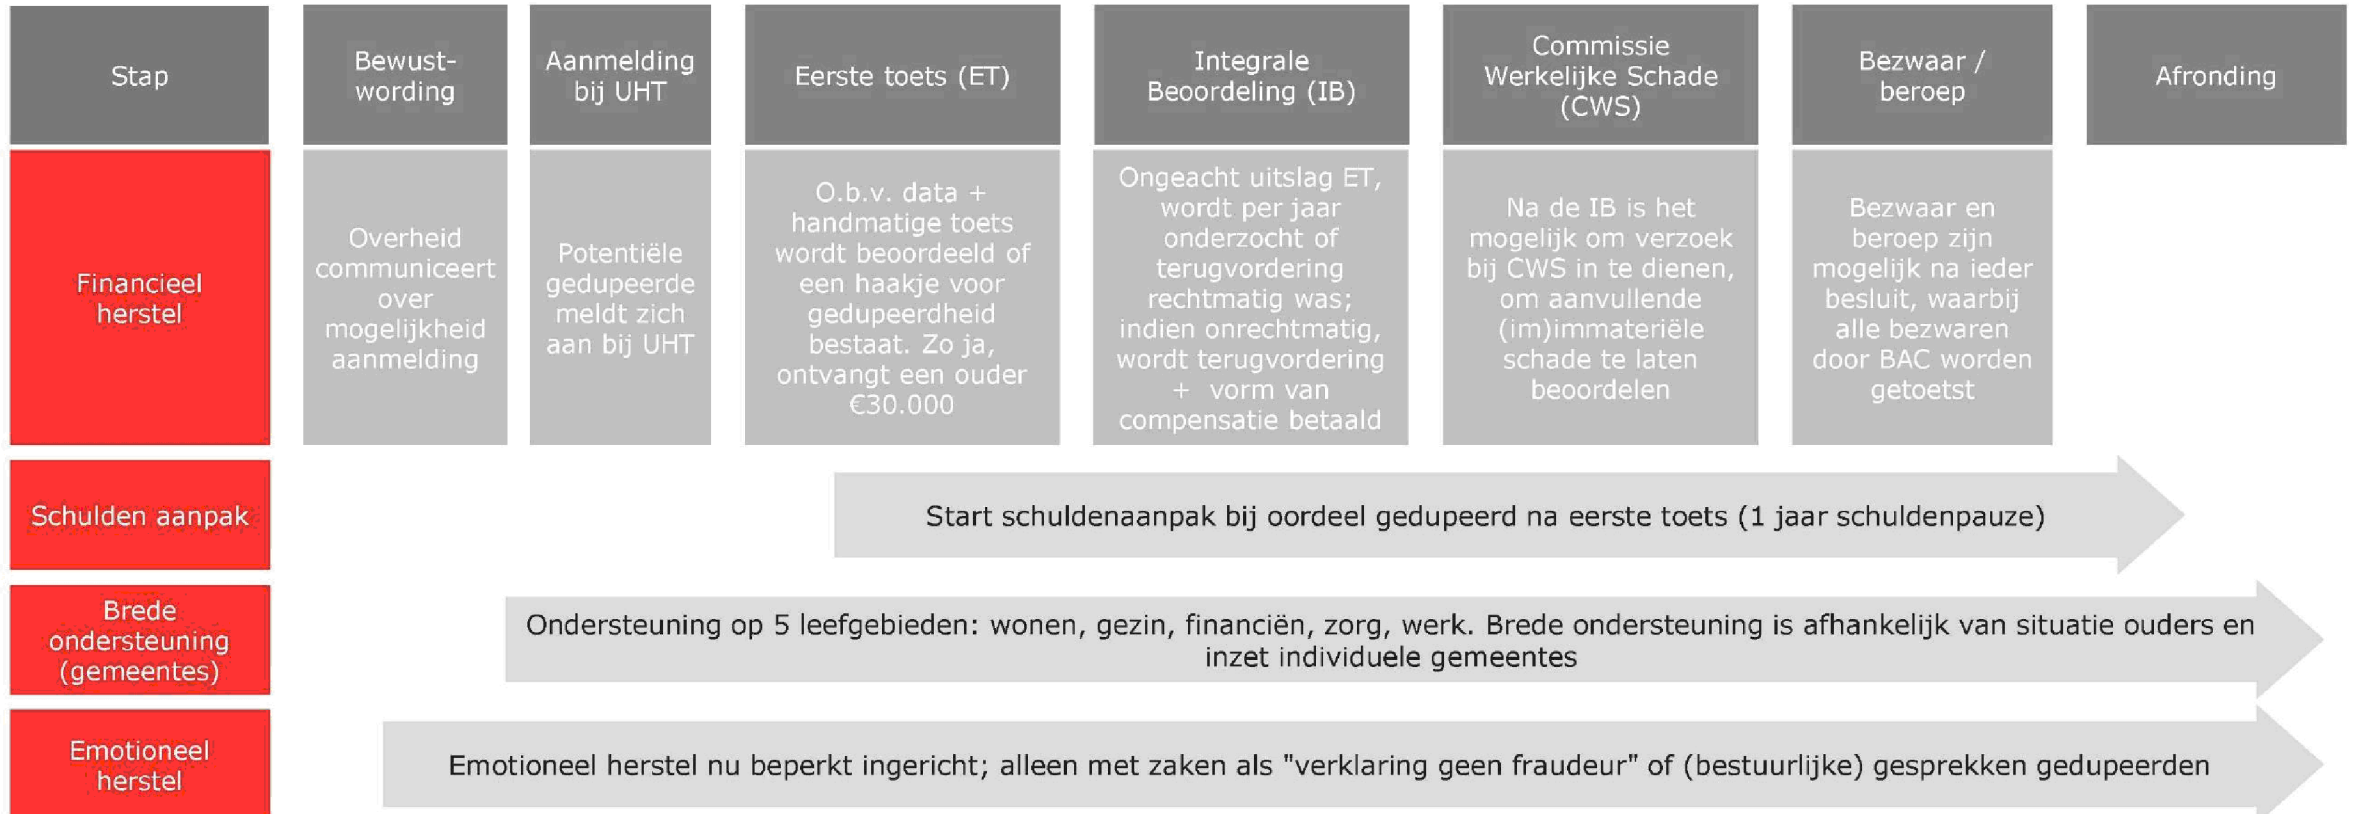 Stap
Bewust-
wording
Aanmelding
bij UHT
Eerste toets (ET)
Integrale
Beoordeling (IB)
Commissie
Werkelijke Schade
(CWS)
Bezwaar /
beroep
Afronding
Financieel
herstel
Overheid
communiceert
over
mogelijkheid
aanmelding
Potentiële
gedupeerde
meldt zich
aan bij UHT
O.b.v. data +
handmatige toets
wordt beoordeeld of
een haakje voor
gedupeerdheid
bestaat. Zo ja,
ontvangt een ouder
€30.000
Ongeacht uitslag ET,
wordt per jaar
onderzocht of
terugvordering
rechtmatig was;
indien onrechtmatig,
wordt terugvordering
+ vorm van
compensatie betaald
Na de IB is het
mogelijk om verzoek
bij CWS in te dienen,
om aanvullende
(im)immateriële
schade te laten
beoordelen
Bezwaar en
beroep zijn
mogelijk na ieder
besluit, waarbij
alle bezwaren
door BAC worden
getoetst
Schulden aanpak
Start schuldenaanpak bij oordeel gedupeerd na eerste toets (1 jaar schuldenpauze)
Brede
ondersteuning
(gemeentes)
Ondersteuning op 5 leefgebieden: wonen, gezin, financiën, zorg, werk. Brede ondersteuning is afhankelijk van situatie ouders en
inzet individuele gemeentes
Emotioneel
herstel
Emotioneel herstel nu beperkt ingericht; alleen met zaken als "verklaring geen fraudeur" of (bestuurlijke) gesprekken gedupeerden